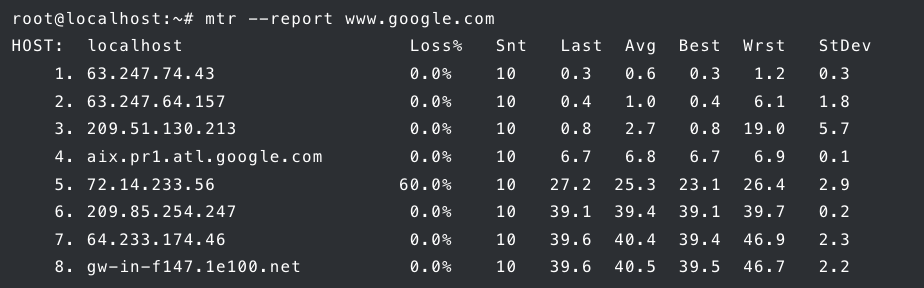 root@localhost:~# mtr --report www.google.com
HOST:  localhost                     Loss%   Snt   Last  Avg  Best  Wrst   StDev
    1. 63.247.74.43                  0.0%    10    0.3   0.6   0.3   1.2   0.3
    2. 63.247.64.157                 0.0%    10    0.4   1.0   0.4   6.1   1.8
    3. 209.51.130.213                0.0%    10    0.8   2.7   0.8  19.0   5.7
    4. aix.pr1.atl.google.com        0.0%    10    6.7   6.8   6.7   6.9   0.1
    5. 72.14.233.56                 60.0%    10   27.2  25.3  23.1  26.4   2.9
    6. 209.85.254.247                0.0%    10   39.1  39.4  39.1  39.7   0.2
    7. 64.233.174.46                 0.0%    10   39.6  40.4  39.4  46.9   2.3
    8. gw-in-f147.1e100.net          0.0%    10   39.6  40.5  39.5  46.7   2.2